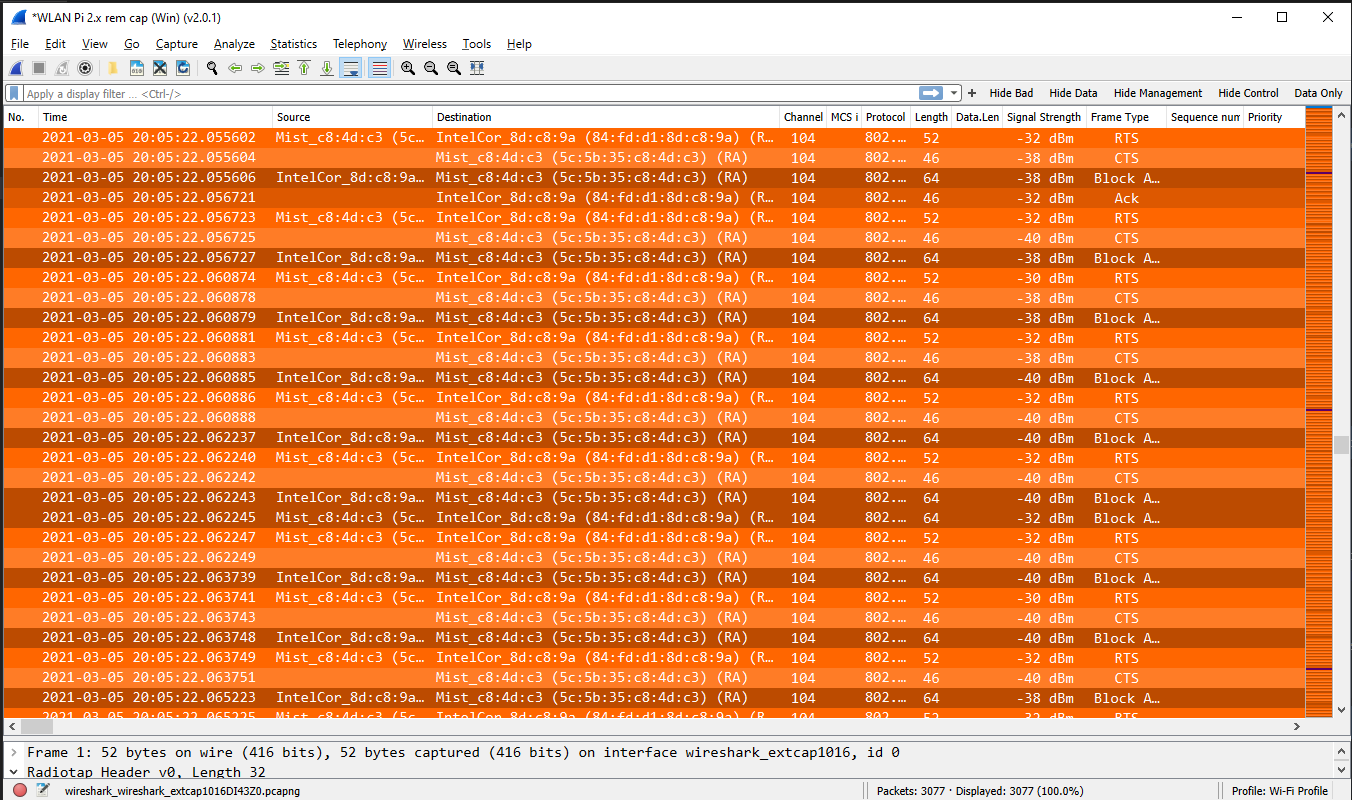 *WLAN Pi 2.x rem cap (Win) (v2.0.1)
File Edit View Go Capture Analyze Statistics Telephony Wireless Tools Help
Apply a display filter ... <Ctrl-/> + Hide Bad Hide Data Hide Management Hide Control Data Only
No. Time Source Destination Channel MCS i Protocol Length Data.Len Signal Strength Frame Type Sequence num Priority
2021-03-05 20:05:22.055602 Mist_c8:4d:c3 (5c… IntelCor_8d:c8:9a (84:fd:d1:8d:c8:9a) (R… 104 802.… 52 -32 dBm RTS
2021-03-05 20:05:22.055604 Mist_c8:4d:c3 (5c:5b:35:c8:4d:c3) (RA) 104 802.… 46 -38 dBm CTS
2021-03-05 20:05:22.055606 IntelCor_8d:c8:9a… Mist_c8:4d:c3 (5c:5b:35:c8:4d:c3) (RA) 104 802.… 64 -38 dBm Block A…
2021-03-05 20:05:22.056721 IntelCor_8d:c8:9a (84:fd:d1:8d:c8:9a) (R… 104 802.… 46 -32 dBm Ack
2021-03-05 20:05:22.056723 Mist_c8:4d:c3 (5c… IntelCor_8d:c8:9a (84:fd:d1:8d:c8:9a) (R… 104 802.… 52 -32 dBm RTS
2021-03-05 20:05:22.056725 Mist_c8:4d:c3 (5c:5b:35:c8:4d:c3) (RA) 104 802.… 46 -40 dBm CTS
2021-03-05 20:05:22.056727 IntelCor_8d:c8:9a… Mist_c8:4d:c3 (5c:5b:35:c8:4d:c3) (RA) 104 802.… 64 -38 dBm Block A…
2021-03-05 20:05:22.060874 Mist_c8:4d:c3 (5c… IntelCor_8d:c8:9a (84:fd:d1:8d:c8:9a) (R… 104 802.… 52 -30 dBm RTS
2021-03-05 20:05:22.060878 Mist_c8:4d:c3 (5c:5b:35:c8:4d:c3) (RA) 104 802.… 46 -38 dBm CTS
2021-03-05 20:05:22.060879 IntelCor_8d:c8:9a… Mist_c8:4d:c3 (5c:5b:35:c8:4d:c3) (RA) 104 802.… 64 -38 dBm Block A…
2021-03-05 20:05:22.060881 Mist_c8:4d:c3 (5c… IntelCor_8d:c8:9a (84:fd:d1:8d:c8:9a) (R… 104 802.… 52 -32 dBm RTS
2021-03-05 20:05:22.060883 Mist_c8:4d:c3 (5c:5b:35:c8:4d:c3) (RA) 104 802.… 46 -38 dBm CTS
2021-03-05 20:05:22.060885 IntelCor_8d:c8:9a… Mist_c8:4d:c3 (5c:5b:35:c8:4d:c3) (RA) 104 802.… 64 -40 dBm Block A…
2021-03-05 20:05:22.060886 Mist_c8:4d:c3 (5c… IntelCor_8d:c8:9a (84:fd:d1:8d:c8:9a) (R… 104 802.… 52 -32 dBm RTS
2021-03-05 20:05:22.060888 Mist_c8:4d:c3 (5c:5b:35:c8:4d:c3) (RA) 104 802.… 46 -40 dBm CTS
2021-03-05 20:05:22.062237 IntelCor_8d:c8:9a… Mist_c8:4d:c3 (5c:5b:35:c8:4d:c3) (RA) 104 802.… 64 -40 dBm Block A…
2021-03-05 20:05:22.062240 Mist_c8:4d:c3 (5c… IntelCor_8d:c8:9a (84:fd:d1:8d:c8:9a) (R… 104 802.… 52 -32 dBm RTS
2021-03-05 20:05:22.062242 Mist_c8:4d:c3 (5c:5b:35:c8:4d:c3) (RA) 104 802.… 46 -40 dBm CTS
2021-03-05 20:05:22.062243 IntelCor_8d:c8:9a… Mist_c8:4d:c3 (5c:5b:35:c8:4d:c3) (RA) 104 802.… 64 -40 dBm Block A…
2021-03-05 20:05:22.062245 Mist_c8:4d:c3 (5c… IntelCor_8d:c8:9a (84:fd:d1:8d:c8:9a) (R… 104 802.… 64 -32 dBm Block A…
2021-03-05 20:05:22.062247 Mist_c8:4d:c3 (5c… IntelCor_8d:c8:9a (84:fd:d1:8d:c8:9a) (R… 104 802.… 52 -32 dBm RTS
2021-03-05 20:05:22.062249 Mist_c8:4d:c3 (5c:5b:35:c8:4d:c3) (RA) 104 802.… 46 -40 dBm CTS
2021-03-05 20:05:22.063739 IntelCor_8d:c8:9a… Mist_c8:4d:c3 (5c:5b:35:c8:4d:c3) (RA) 104 802.… 64 -40 dBm Block A…
2021-03-05 20:05:22.063741 Mist_c8:4d:c3 (5c… IntelCor_8d:c8:9a (84:fd:d1:8d:c8:9a) (R… 104 802.… 52 -30 dBm RTS
2021-03-05 20:05:22.063743 Mist_c8:4d:c3 (5c:5b:35:c8:4d:c3) (RA) 104 802.… 46 -40 dBm CTS
2021-03-05 20:05:22.063748 IntelCor_8d:c8:9a… Mist_c8:4d:c3 (5c:5b:35:c8:4d:c3) (RA) 104 802.… 64 -40 dBm Block A…
2021-03-05 20:05:22.063749 Mist_c8:4d:c3 (5c… IntelCor_8d:c8:9a (84:fd:d1:8d:c8:9a) (R… 104 802.… 52 -32 dBm RTS
2021-03-05 20:05:22.063751 Mist_c8:4d:c3 (5c:5b:35:c8:4d:c3) (RA) 104 802.… 46 -40 dBm CTS
2021-03-05 20:05:22.065223 IntelCor_8d:c8:9a… Mist_c8:4d:c3 (5c:5b:35:c8:4d:c3) (RA) 104 802.… 64 -38 dBm Block A…
2021-03-05 20:05:22.065225 Mist_c8:4d:c3 (5c… IntelCor_8d:c8:9a (84:fd:d1:8d:c8:9a) (R… 104 802.… 52 -32 dBm RTS
Frame 1: 52 bytes on wire (416 bits), 52 bytes captured (416 bits) on interface wireshark_extcap1016, id 0
Radiotap Header v0, Length 32
wireshark_wireshark_extcap1016DI43Z0.pcapng Packets: 3077 · Displayed: 3077 (100.0%) Profile: Wi-Fi Profile